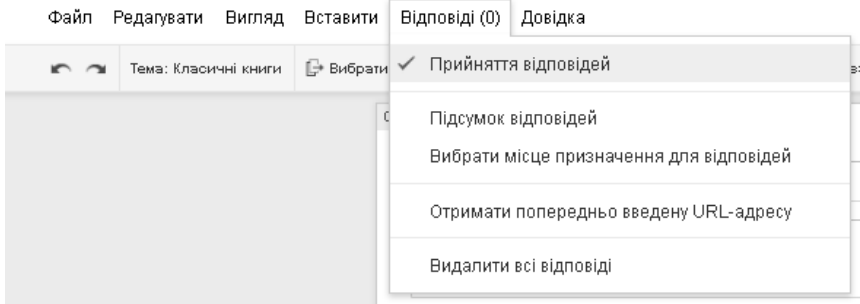 Файл Редагувати Вигляд Вставити Відповіді (0) Довідка
Тема: Класичні книги Вибрати
Прийняття відповідей
Підсумок відповідей
Вибрати місце призначення для відповідей
Отримати попередньо введену URL-адресу
Видалити всі відповіді